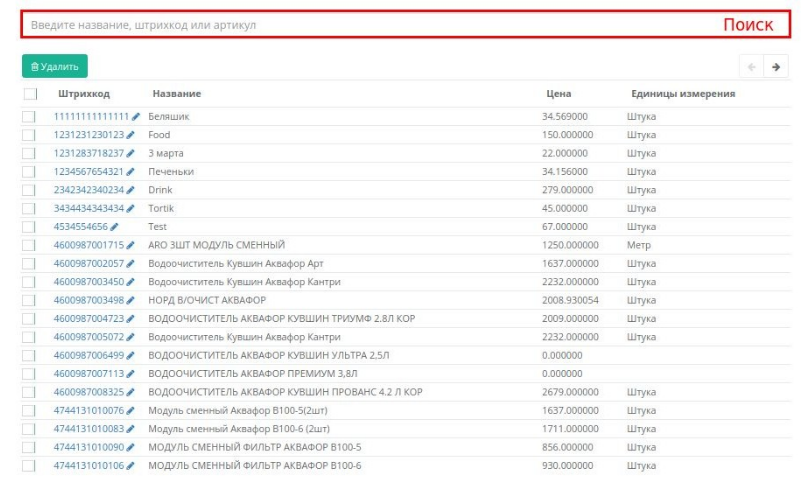 Введите название, штрихкод или артикул Поиск
Удалить
Штрихкод Название Цена Единицы измерения
11111111111111 Беляшик 34.569000 Штука
1231231230123 Food 150.000000 Штука
1231283718237 3 марта 22.000000 Штука
1234567654321 Печеньки 34.156000 Штука
2342342340234 Drink 279.000000 Штука
3434434343434 Tortik 45.000000 Штука
4534554656 Test 67.000000 Штука
4600987001715 ARO 3ШТ МОДУЛЬ СМЕННЫЙ 1250.000000 Метр
4600987002057 Водоочиститель Кувшин Аквафор Арт 1637.000000 Штука
4600987003450 Водоочиститель Кувшин Аквафор Кантри 2232.000000 Штука
4600987003498 НОРД В/ОЧИСТ АКВАФОР 2008.930054 Штука
4600987004723 ВОДООЧИСТИТЕЛЬ АКВАФОР КУВШИН ТРИУМФ 2.8Л КОР 2009.000000 Штука
4600987005072 Водоочиститель Кувшин Аквафор Кантри 2232.000000 Штука
4600987006499 ВОДООЧИСТИТЕЛЬ АКВАФОР КУВШИН УЛЬТРА 2,5Л 0.000000
4600987007113 ВОДООЧИСТИТЕЛЬ АКВАФОР ПРЕМИУМ 3,8Л 0.000000
4600987008325 ВОДООЧИСТИТЕЛЬ АКВАФОР КУВШИН ПРОВАНС 4.2 Л КОР 2679.000000 Штука
4744131010076 Модуль сменный Аквафор B100-5(2шт) 1637.000000 Штука
4744131010083 Модуль сменный Аквафор B100-6 (2шт) 1711.000000 Штука
4744131010090 МОДУЛЬ СМЕННЫЙ ФИЛЬТР АКВАФОР B100-5 856.000000 Штука
4744131010106 МОДУЛЬ СМЕННЫЙ ФИЛЬТР АКВАФОР B100-6 930.000000 Штука